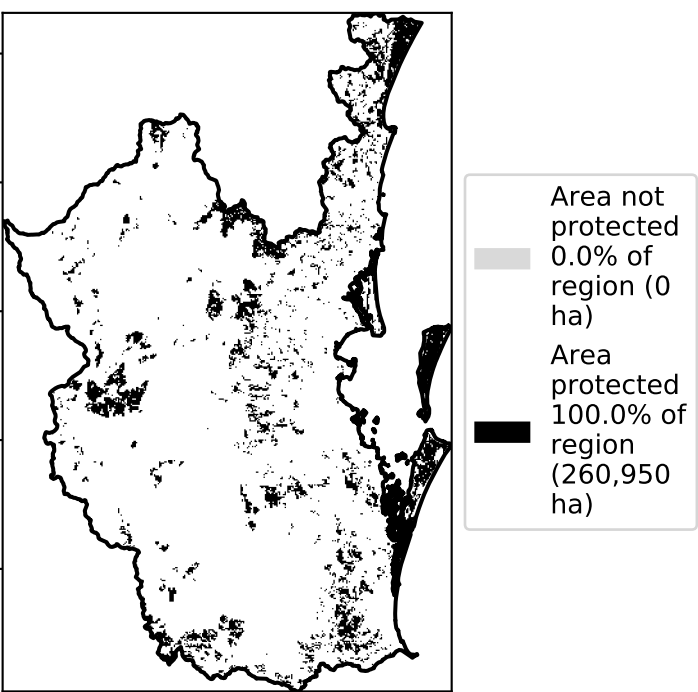 Area not
protected
0.0% of
region (0
ha)
Area
protected
100.0% of
region
(260,950
ha)